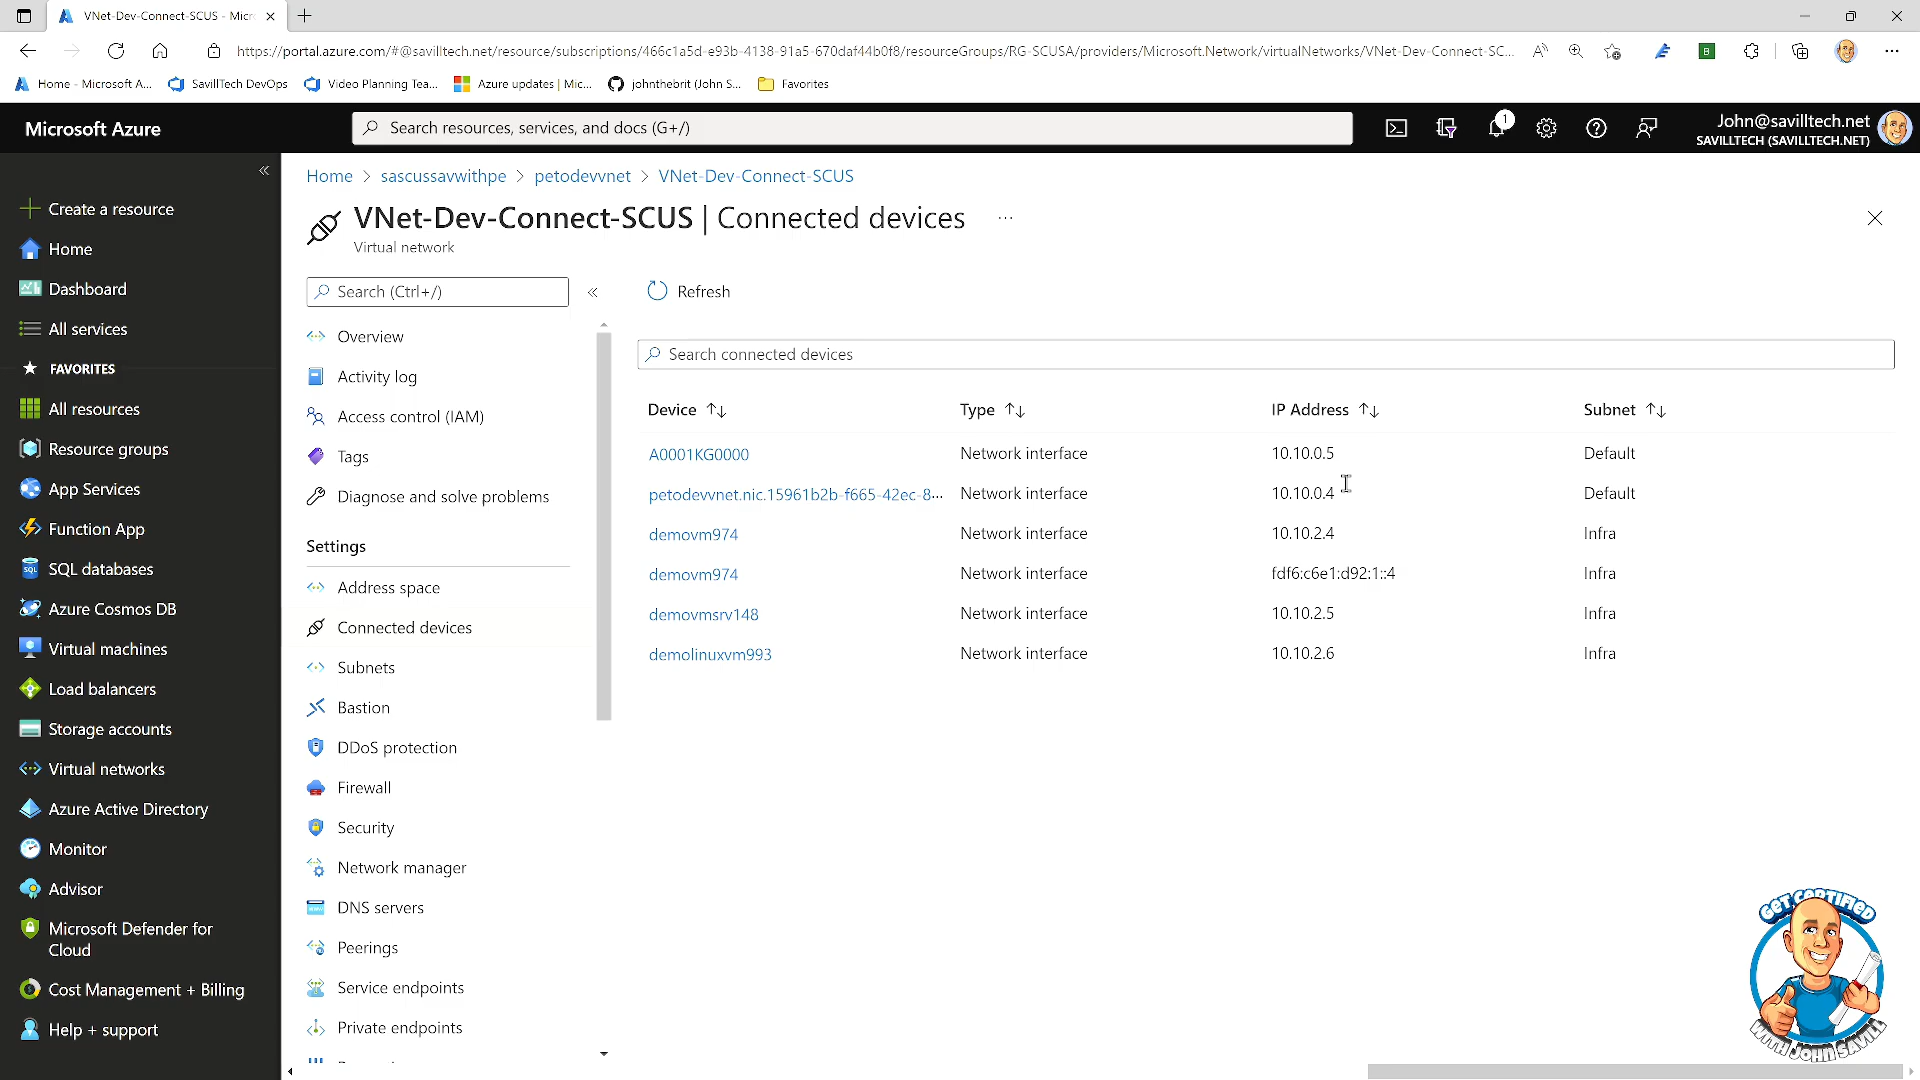 VNet-Dev-Connect-SCUS - Micr
https://portal.azure.com/#@savilltech.net/resource/subscriptions/466c1a5d-e93b-4138-91a5-670daf44b0f8/resourceGroups/RG-SCUSA/providers/Microsoft.Network/virtualNetworks/VNet-Dev-Connect-SC...
Home - Microsoft A...
SavillTech DevOps
Video Planning Tea...
Azure updates | Mic...
johnthebrit (John S...
Favorites
Microsoft Azure
Search resources, services, and docs (G+/)
1
John@savilltech.net
SAVILLTECH (SAVILLTECH.NET)
Create a resource
Home
Dashboard
All services
FAVORITES
All resources
Resource groups
App Services
Function App
SQL databases
Azure Cosmos DB
Virtual machines
Load balancers
Storage accounts
Virtual networks
Azure Active Directory
Monitor
Advisor
Microsoft Defender for
Cloud
Cost Management + Billing
Help + support
Home > sascussavwithpe > petodevvnet > VNet-Dev-Connect-SCUS
VNet-Dev-Connect-SCUS | Connected devices ...
Virtual network
Search (Ctrl+/)
Overview
Activity log
Access control (IAM)
Tags
Diagnose and solve problems
Settings
Address space
Connected devices
Subnets
Bastion
DDoS protection
Firewall
Security
Network manager
DNS servers
Peerings
Service endpoints
Private endpoints
Refresh
Search connected devices
Device Type IP Address Subnet
A0001KG0000 Network interface 10.10.0.5 Default
petodevvnet.nic.15961b2b-f665-42ec-8... Network interface 10.10.0.4 Default
demovm974 Network interface 10.10.2.4 Infra
demovm974 Network interface fdf6:c6e1:d92:1::4 Infra
demovmsrv148 Network interface 10.10.2.5 Infra
demolinuxvm993 Network interface 10.10.2.6 Infra
GET CERTIFIED
WITH JOHN SAVILL